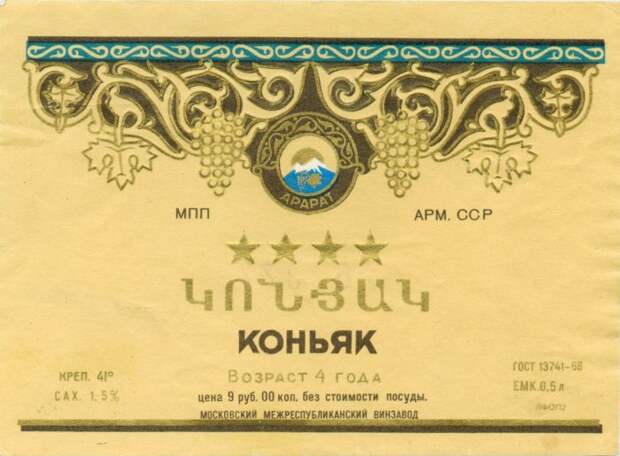 АРАРАТ
МПП
АРМ. ССР
ԿՈՆՅԱԿ
КОНЬЯК
ВОЗРАСТ 4 ГОДА
КРЕП. 41°
САХ. 1,5%
цена 9 руб. 00 коп. без стоимости посуды.
МОСКОВСКИЙ МЕЖРЕСПУБЛИКАНСКИЙ ВИНЗАВОД
ГОСТ 13741-68
ЕМК. 0,5 л